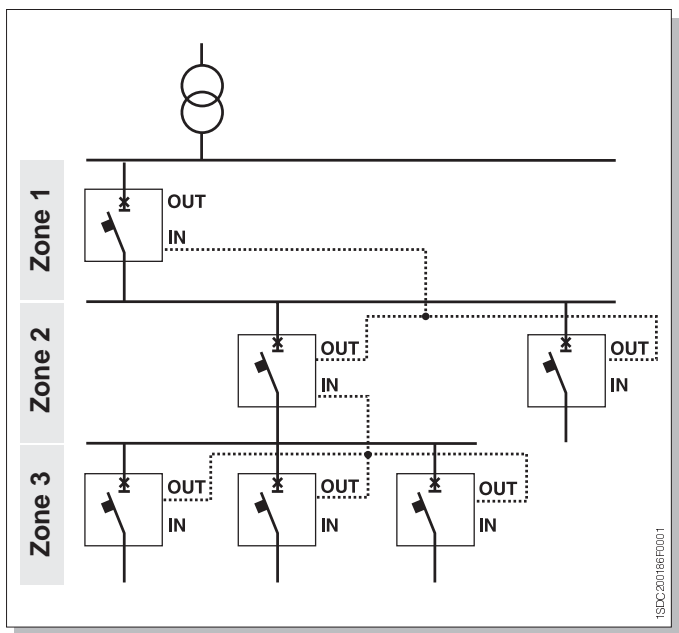 Zone 1
OUT
IN
Zone 2
OUT
IN
OUT
IN
Zone 3
OUT
IN
OUT
IN
OUT
IN
1SDC200186F0001